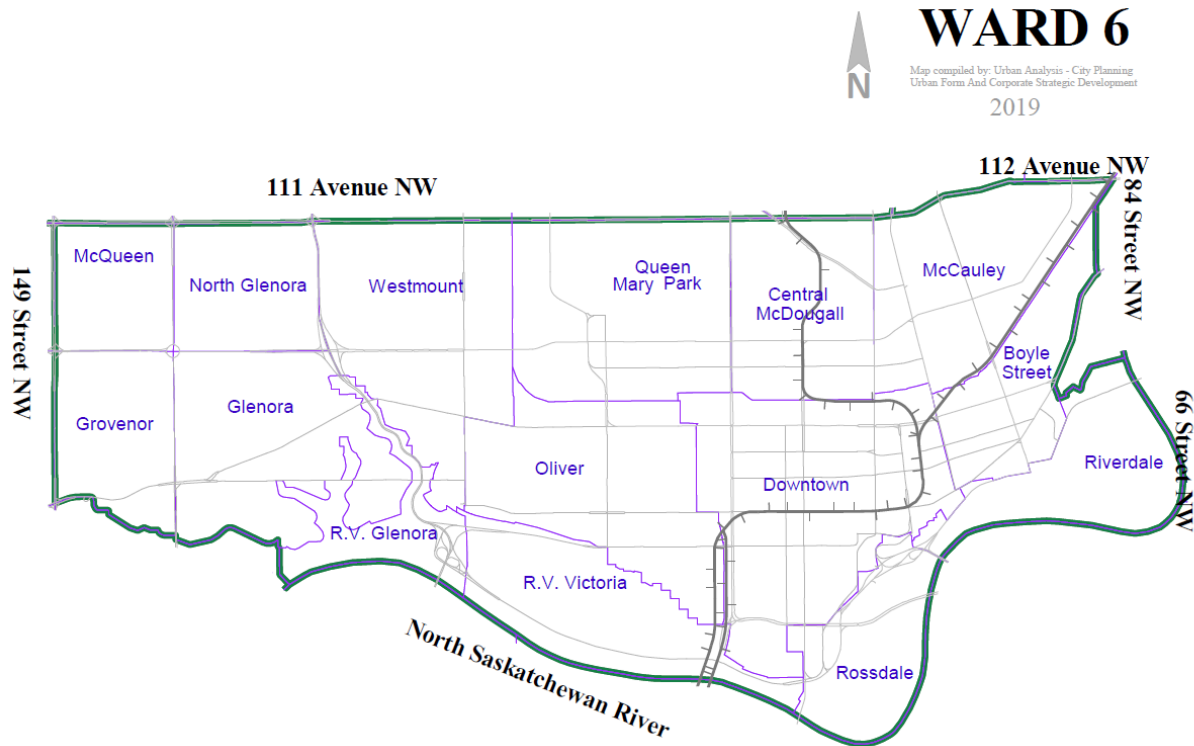 WARD 6
N
Map compiled by: Urban Analysis - City Planning
Urban Form And Corporate Strategic Development
2019
112 Avenue NW
111 Avenue NW
84 Street NW
149 Street NW
66 Street NW
McQueen
North Glenora
Westmount
Queen
Mary Park
Central
McDougall
McCauley
Boyle
Street
Grovenor
Glenora
Oliver
Downtown
Riverdale
R.V. Glenora
R.V. Victoria
Rossdale
North Saskatchewan River